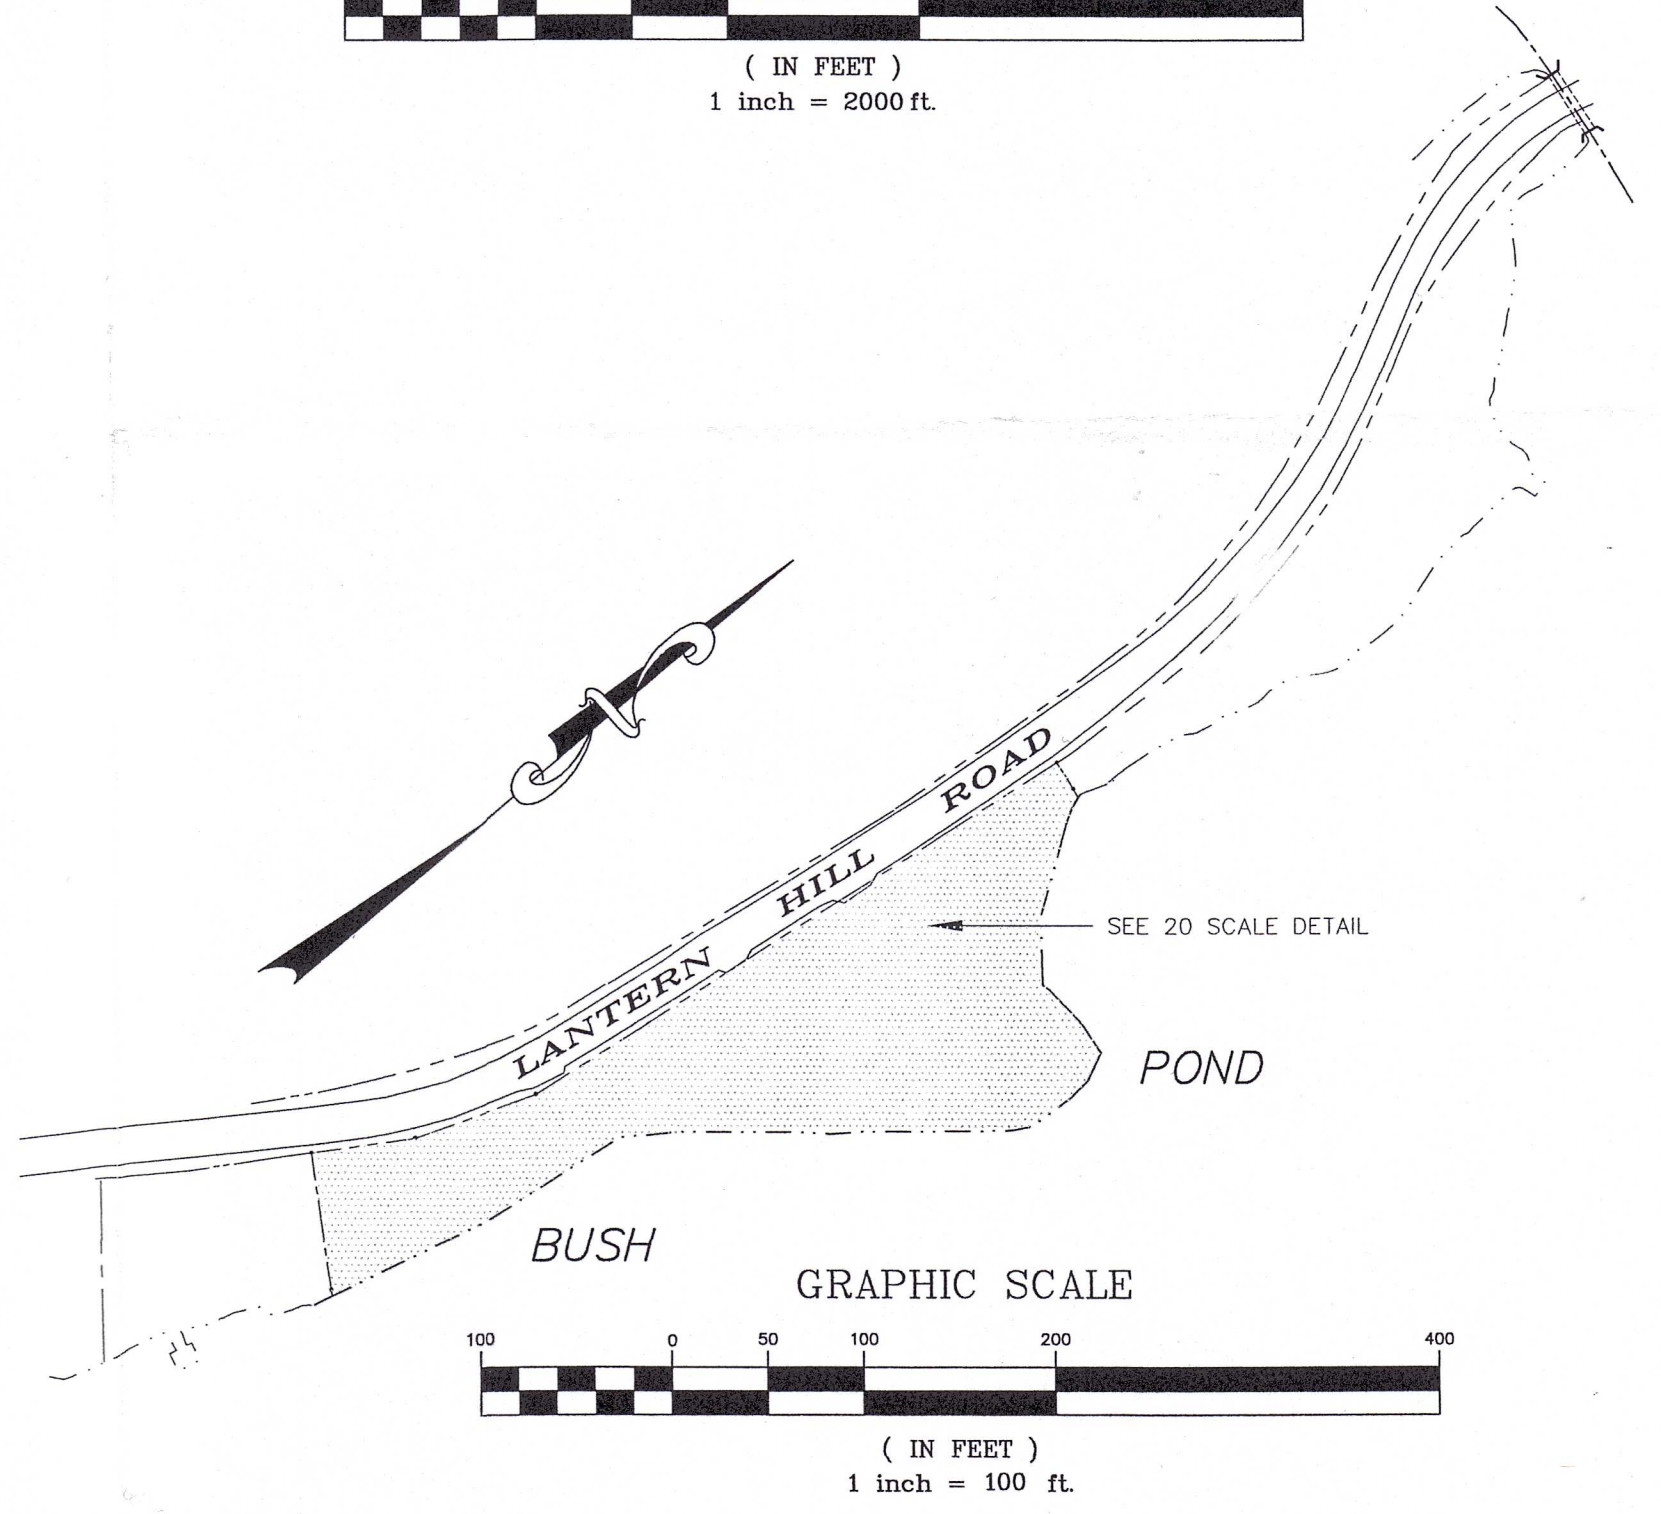 ( IN FEET )
1 inch = 2000 ft.
N
LANTERN HILL ROAD
SEE 20 SCALE DETAIL
POND
BUSH
GRAPHIC SCALE
100 0 50 100 200 400
( IN FEET )
1 inch = 100 ft.